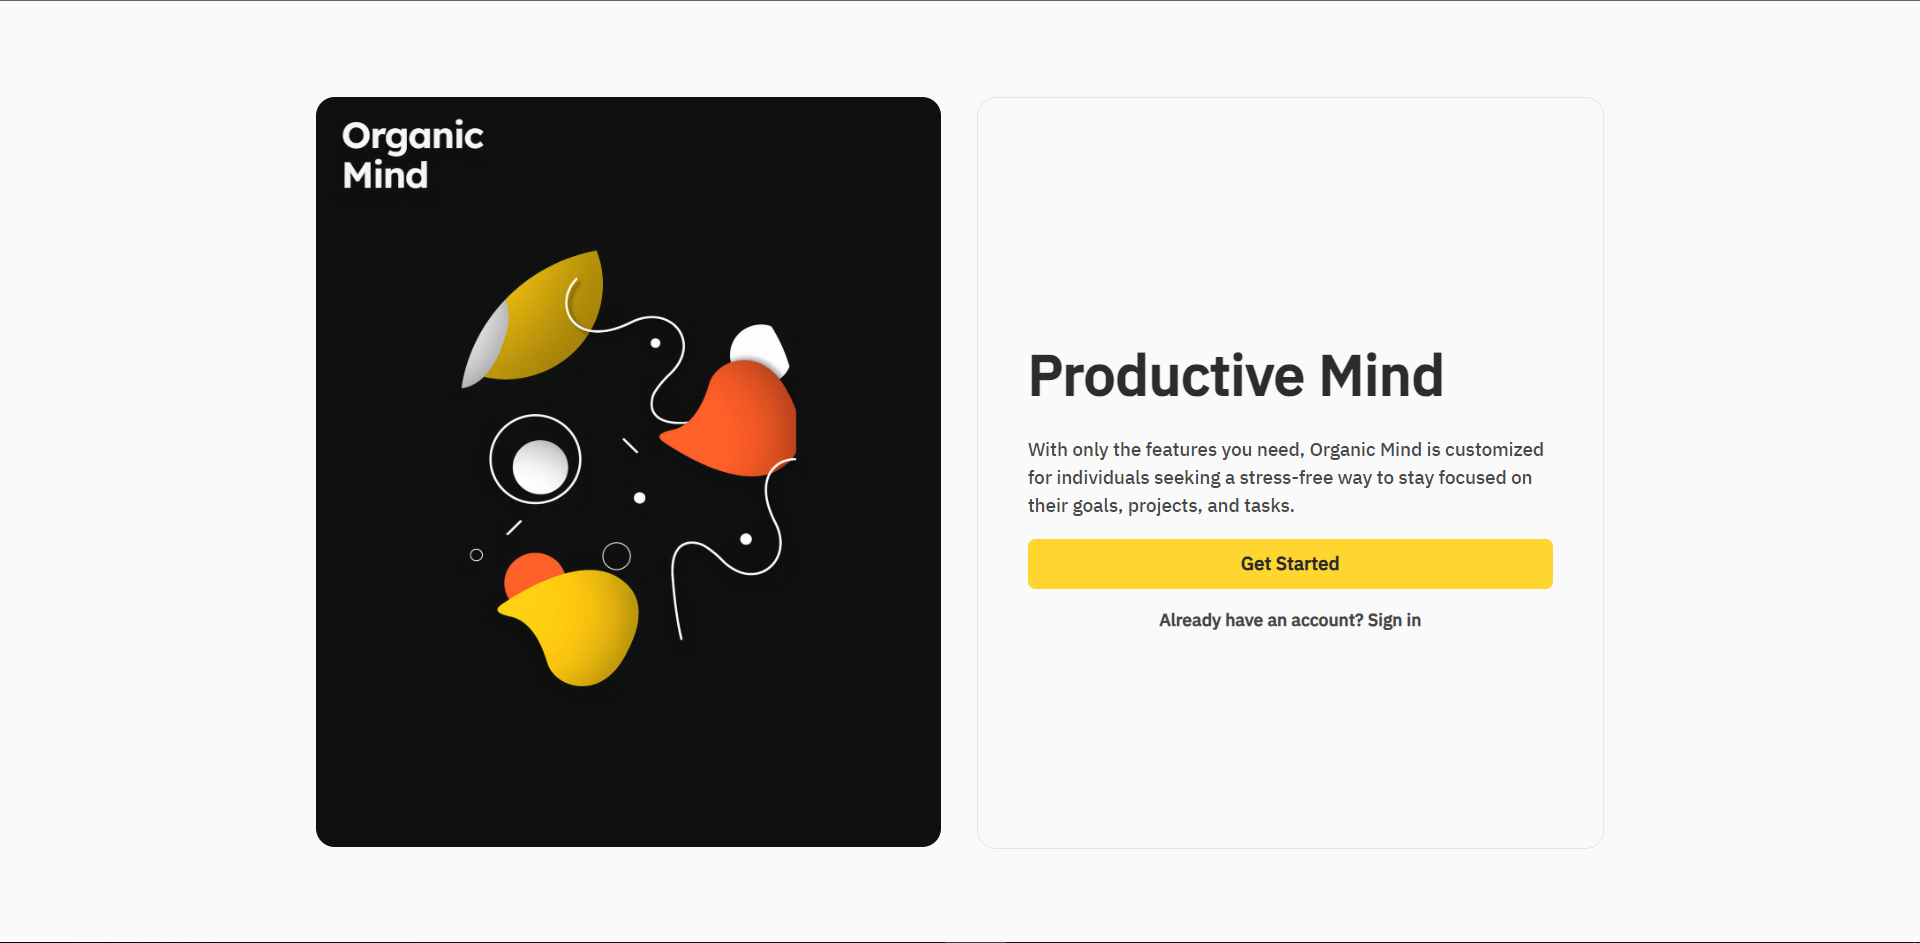 Organic
Mind
Productive Mind
With only the features you need, Organic Mind is customized
for individuals seeking a stress-free way to stay focused on
their goals, projects, and tasks.
Get Started
Already have an account? Sign in